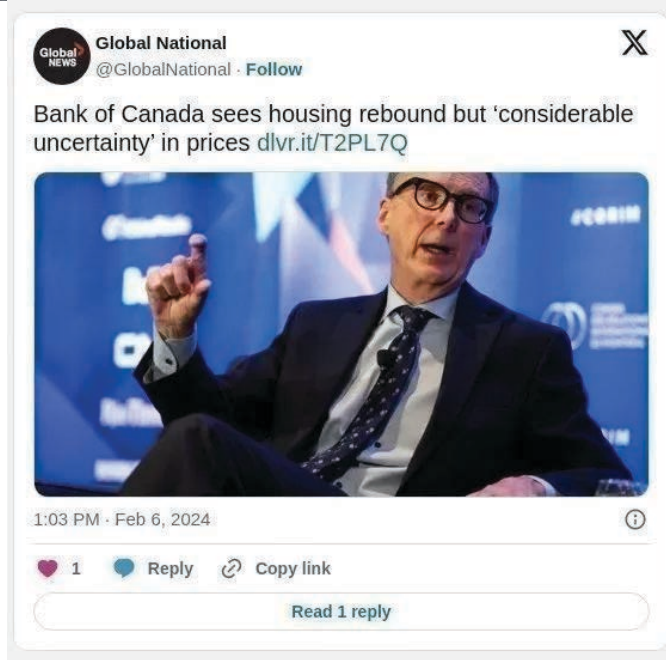 Global
NEWS
Global National
@GlobalNational · Follow
Bank of Canada sees housing rebound but ‘considerable
uncertainty’ in prices dlvr.it/T2PL7Q
#CORIM
1:03 PM · Feb 6, 2024
1
Reply
Copy link
Read 1 reply